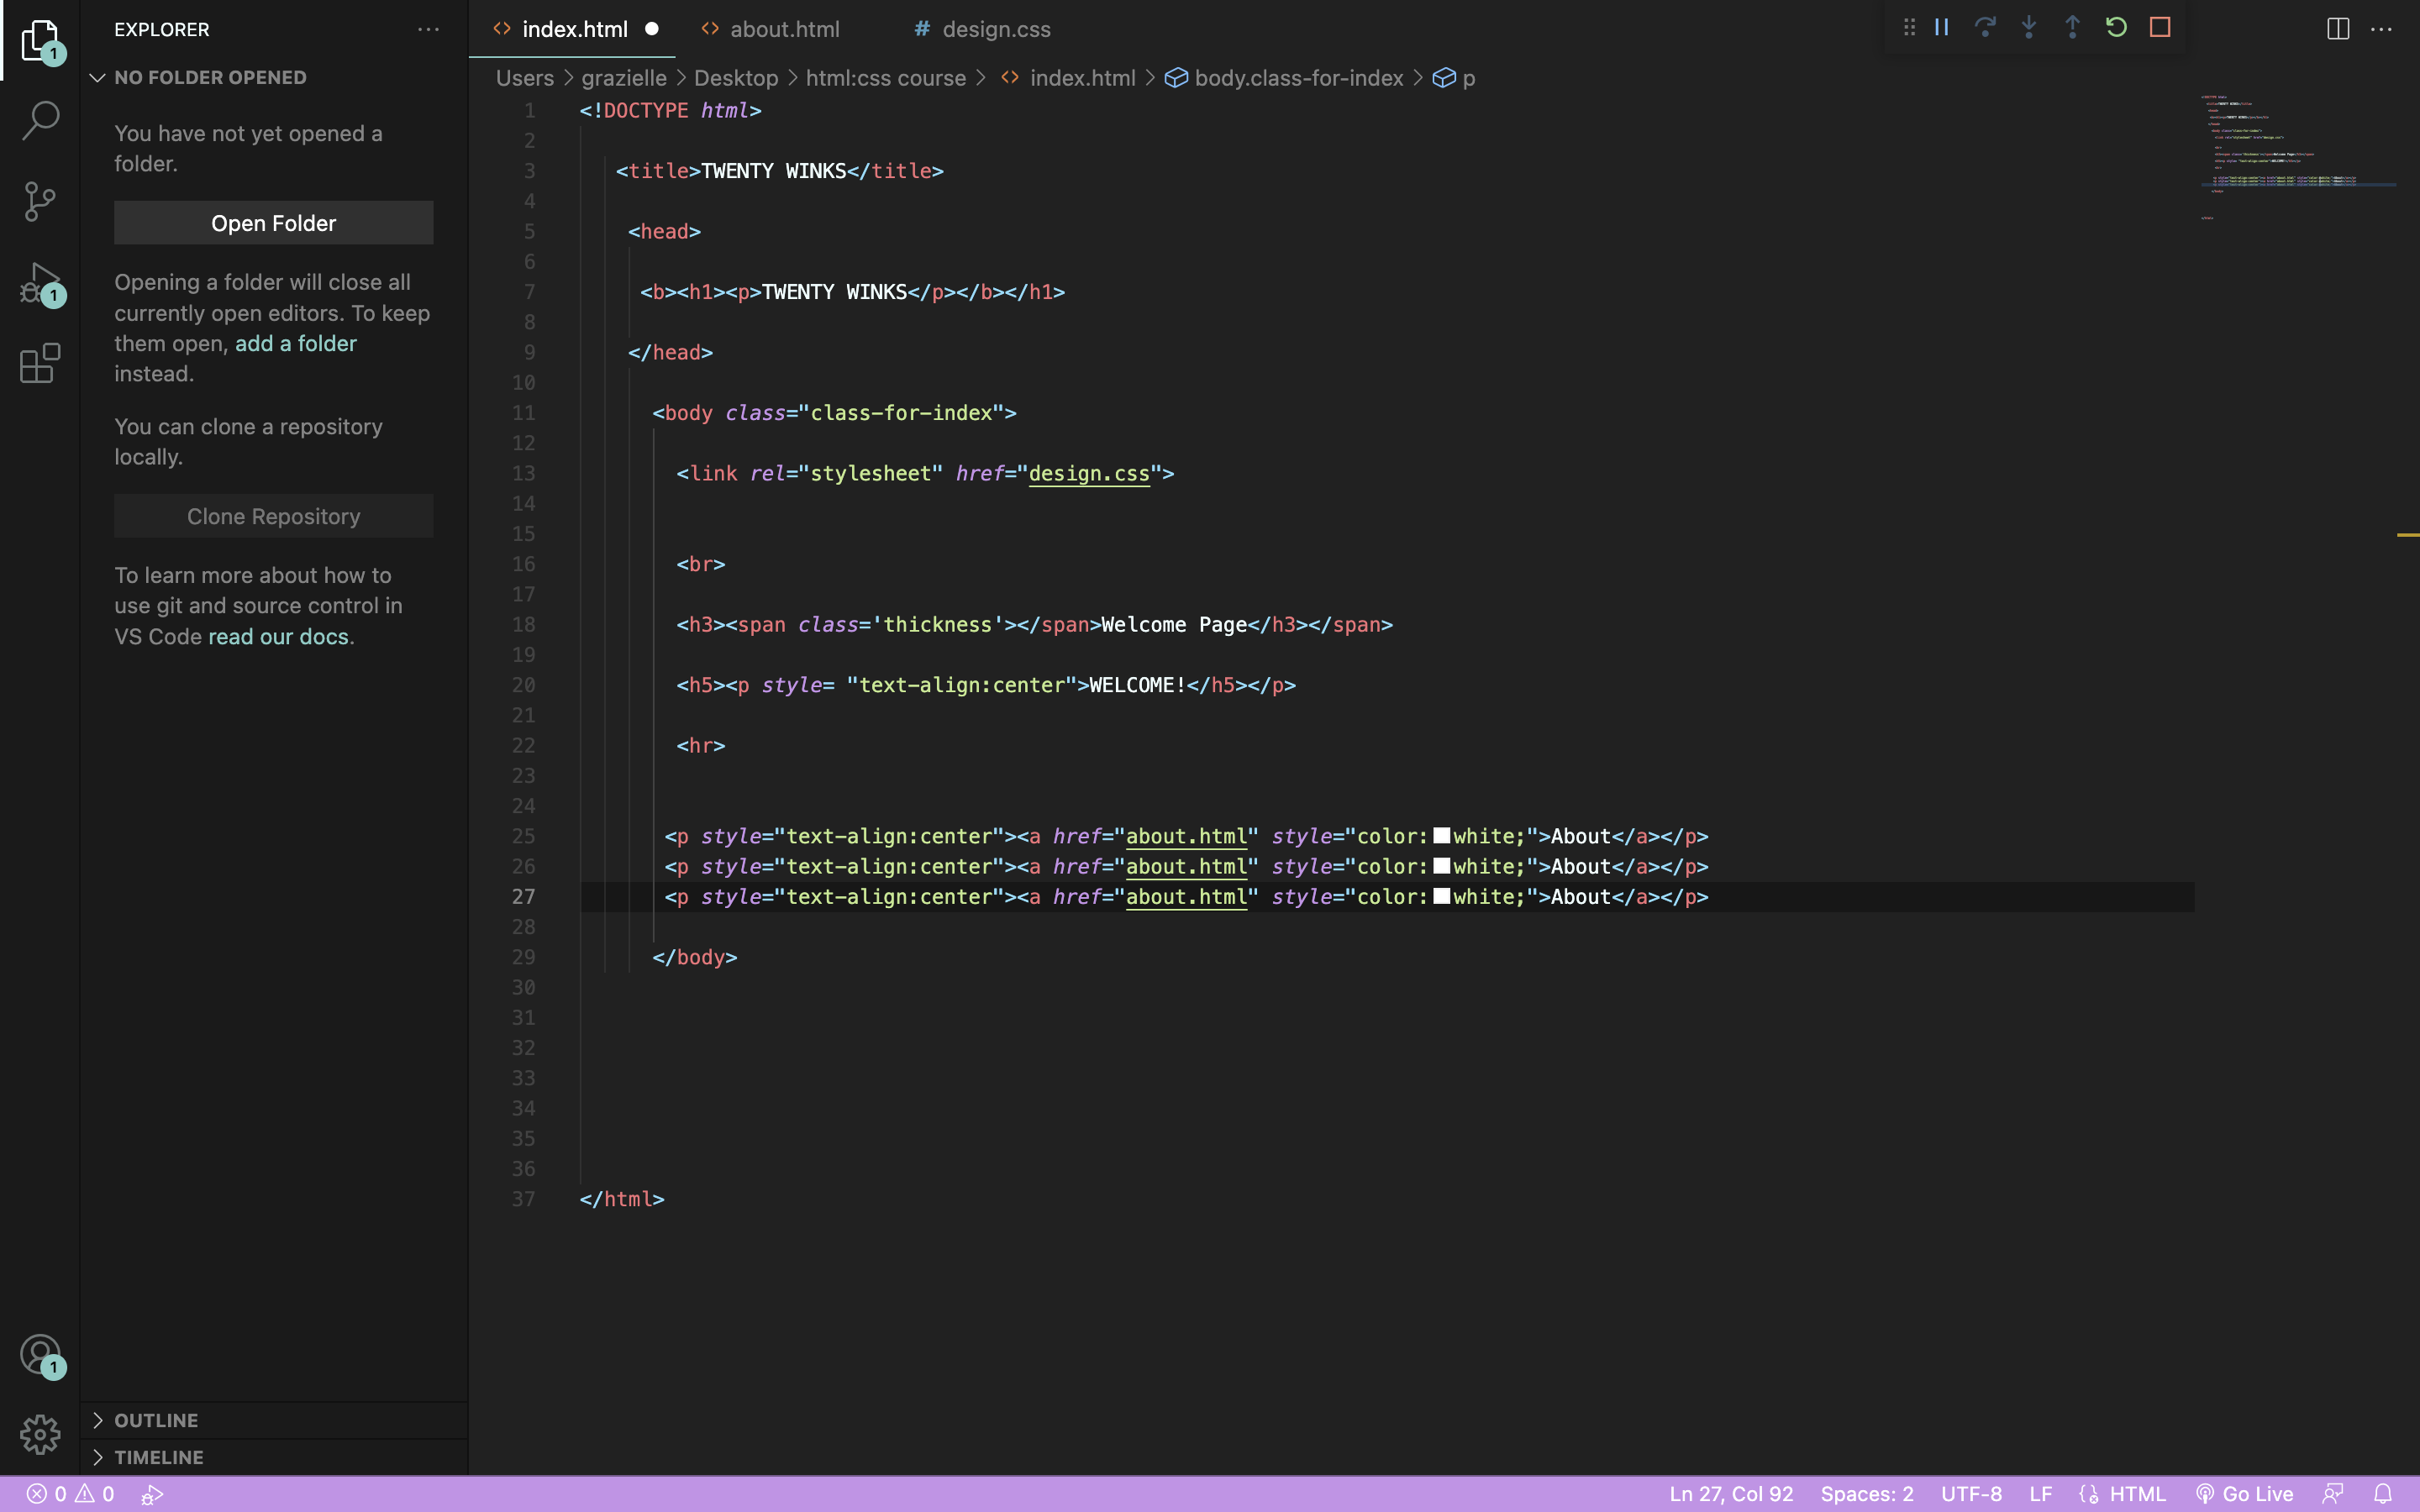 EXPLORER
NO FOLDER OPENED
You have not yet opened a
folder.
Open Folder
Opening a folder will close all
currently open editors. To keep
them open, add a folder
instead.
You can clone a repository
locally.
Clone Repository
To learn more about how to
use git and source control in
VS Code read our docs.
OUTLINE
TIMELINE
1
1
1
index.html
about.html
# design.css
Users > grazielle > Desktop > html:css course > index.html > body.class-for-index > p
1 <!DOCTYPE html>
2
3 <title>TWENTY WINKS</title>
4
5 <head>
6
7 <b><h1><p>TWENTY WINKS</p></b></h1>
8
9 </head>
10
11 <body class="class-for-index">
12
13 <link rel="stylesheet" href="design.css">
14
15
16 <br>
17
18 <h3><span class='thickness'></span>Welcome Page</h3></span>
19
20 <h5><p style= "text-align:center">WELCOME!</h5></p>
21
22 <hr>
23
24
25 <p style="text-align:center"><a href="about.html" style="color:white;">About</a></p>
26 <p style="text-align:center"><a href="about.html" style="color:white;">About</a></p>
27 <p style="text-align:center"><a href="about.html" style="color:white;">About</a></p>
28
29 </body>
30
31
32
33
34
35
36
37 </html>
0 0
Ln 27, Col 92 Spaces: 2 UTF-8 LF HTML Go Live